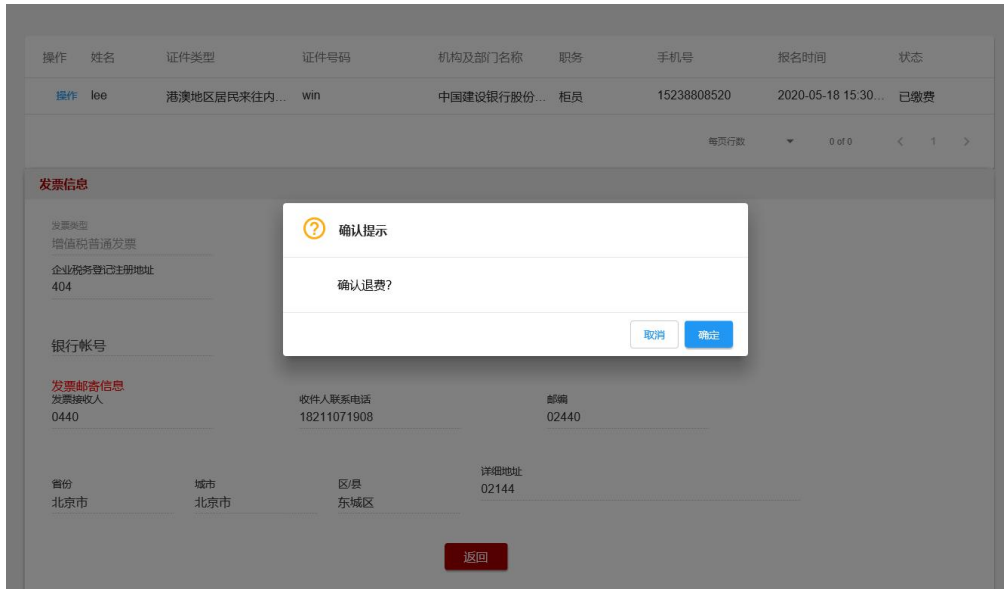 操作 姓名 证件类型 证件号码 机构及部门名称 职务 手机号 报名时间 状态
操作 lee 港澳地区居民来往内... win 中国建设银行股份... 柜员 15238808520 2020-05-18 15:30... 已缴费
每页行数 0 of 0 < 1 >
发票信息
发票类型
增值税普通发票
企业税务登记注册地址
404
银行帐号
确认提示
确认退费?
取消 确定
发票邮寄信息
发票接收人 收件人联系电话 邮编
0440 18211071908 02440
省份 城市 区/县 详细地址
北京市 北京市 东城区 02144
返回